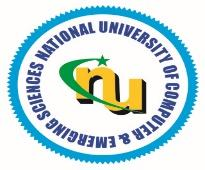 NATIONAL UNIVERSITY OF COMPUTER & EMERGING SCIENCES
nu